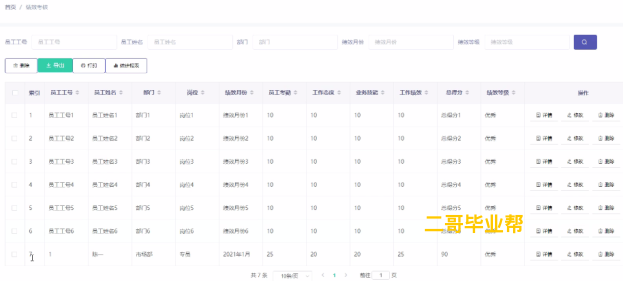 首页 / 绩效考核
员工工号 员工工号 员工姓名 员工姓名 部门 部门 绩效月份 绩效月份 绩效等级 绩效等级
删除 导出 打印 统计报表
索引 员工工号 员工姓名 部门 岗位 绩效月份 员工考勤 工作态度 业务技能 工作绩效 总得分 绩效等级 操作
1 员工工号1 员工姓名1 部门1 岗位1 绩效月份1 10 10 10 10 总得分1 优秀 详情 修改 删除
2 员工工号2 员工姓名2 部门2 岗位2 绩效月份2 10 10 10 10 总得分2 优秀 详情 修改 删除
3 员工工号3 员工姓名3 部门3 岗位3 绩效月份3 10 10 10 10 总得分3 优秀 详情 修改 删除
4 员工工号4 员工姓名4 部门4 岗位4 绩效月份4 10 10 10 10 总得分4 优秀 详情 修改 删除
5 员工工号5 员工姓名5 部门5 岗位5 绩效月份5 10 10 10 10 总得分5 优秀 详情 修改 删除
二哥毕业帮
6 员工工号6 员工姓名6 部门6 岗位6 绩效月份6 10 10 10 10 总得分6 优秀 详情 修改 删除
7 1 市场部 专员 2021年1月 25 20 20 25 90 优秀 详情 修改 删除
共 7 条 10条/页 1 前往 1 页